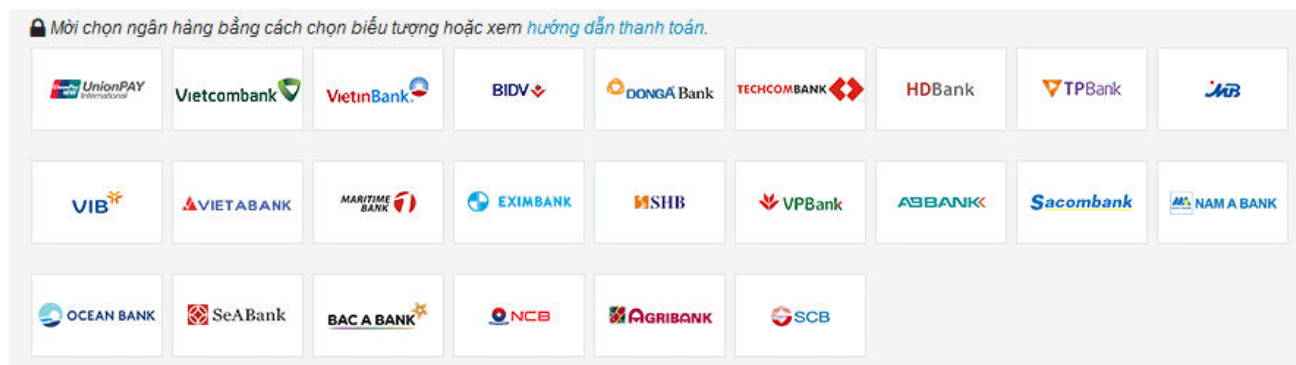 Mời chọn ngân hàng bằng cách chọn biểu tượng hoặc xem hướng dẫn thanh toán.
UnionPAY
International
Vietcombank
VietinBank
BIDV
DONGA Bank
TECHCOMBANK
HDBank
TPBank
MB
VIB
VIETABANK
MARITIME
BANK
EXIMBANK
SHB
VPBank
ABBANK
Sacombank
NAM A BANK
OCEAN BANK
SeABank
BAC A BANK
NCB
AGRIBANK
SCB